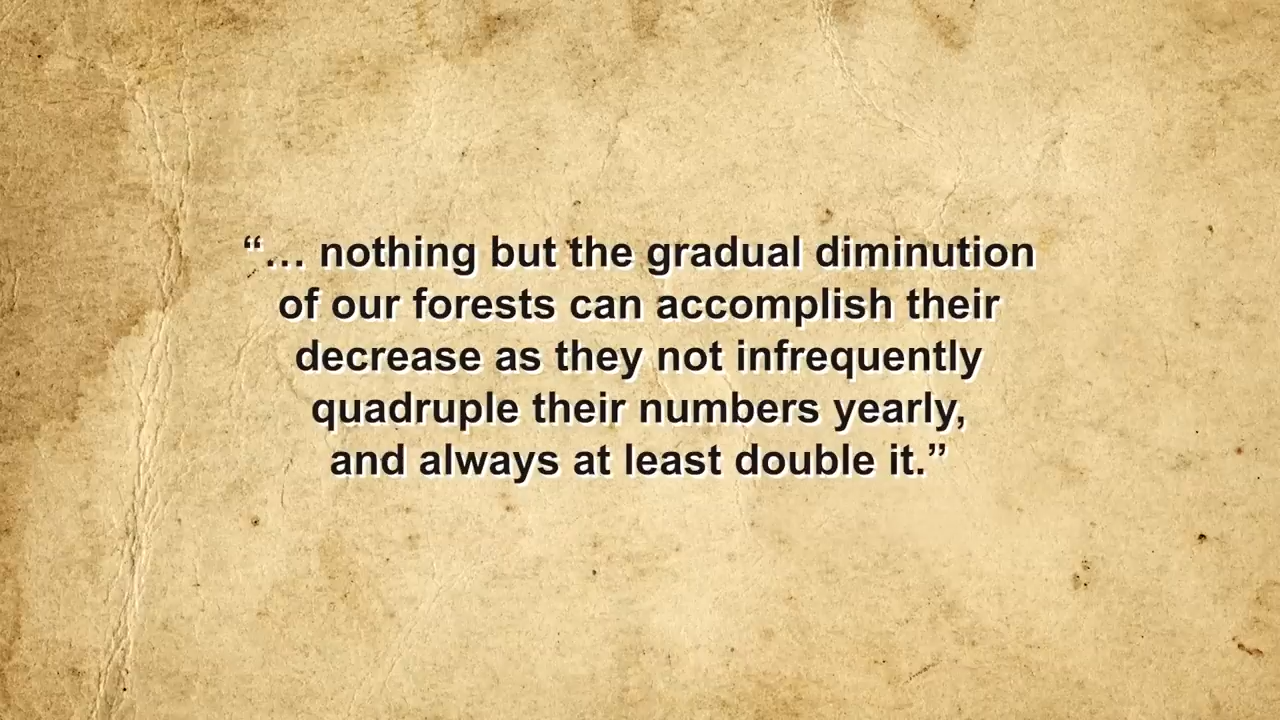 “… nothing but the gradual diminution
of our forests can accomplish their
decrease as they not infrequently
quadruple their numbers yearly,
and always at least double it.”